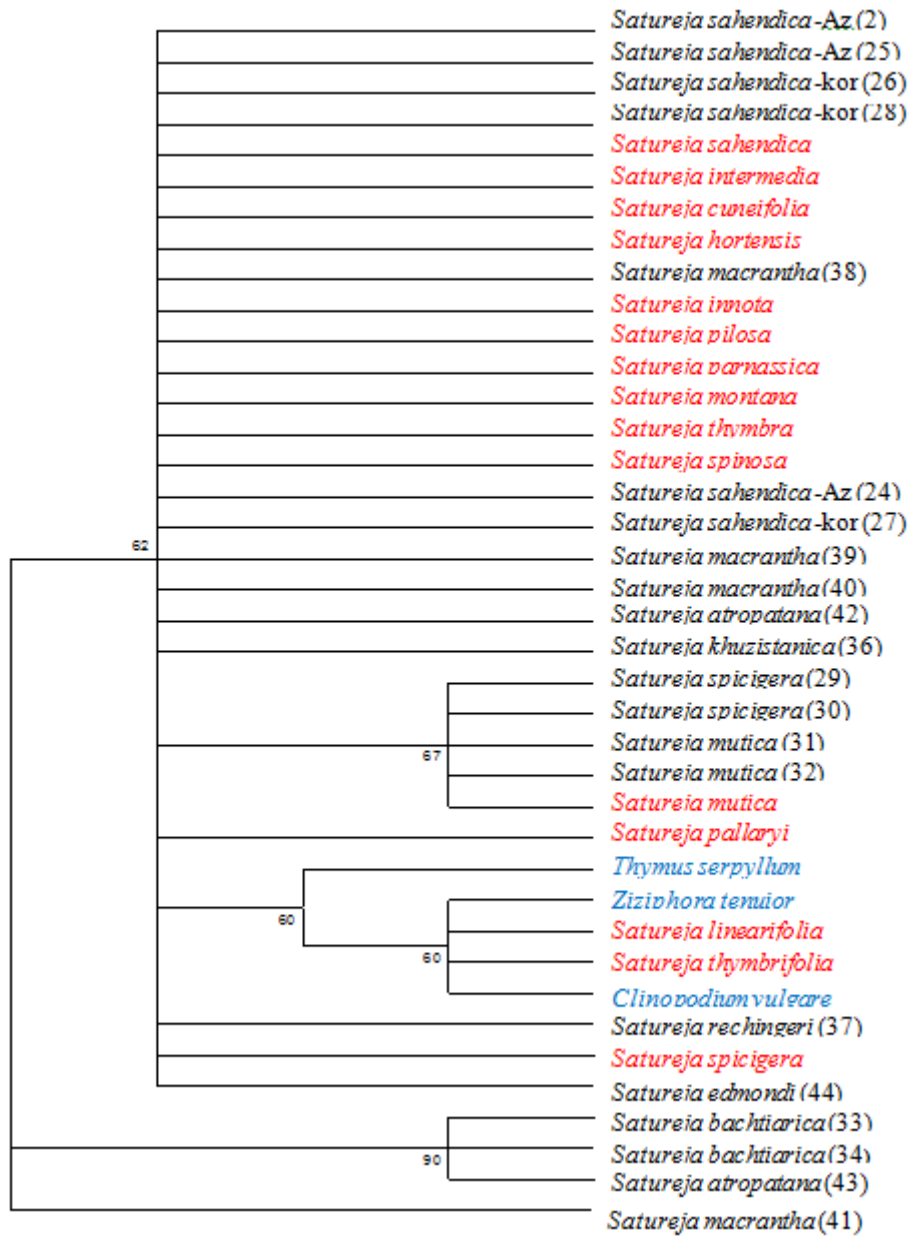 Satureja sahendica-Az (2)
Satureja sahendica-Az (25)
Satureja sahendica-kor (26)
Satureja sahendica-kor (28)
Satureja sahendica
Satureja intermedia
Satureja cuneifolia
Satureja hortensis
Satureja macrantha (38)
Satureja innota
Satureja pilosa
Satureja parnassica
Satureja montana
Satureja thymbra
Satureja spinosa
Satureja sahendica-Az (24)
Satureja sahendica-kor (27)
62
Satureja macrantha (39)
Satureja macrantha (40)
Satureja atropatana (42)
Satureja khuzistanica (36)
Satureja spicigera (29)
Satureja spicigera (30)
Satureja mutica (31)
67
Satureja mutica (32)
Satureja mutica
Satureja pallaryi
Thymus serpyllum
Ziziphora tenuior
60
Satureja linearifolia
60
Satureja thymbrifolia
Clinopodium vulgare
Satureja rechingeri (37)
Satureja spicigera
Satureja edmondi (44)
Satureja bachtiarica (33)
Satureja bachtiarica (34)
90
Satureja atropatana (43)
Satureja macrantha (41)